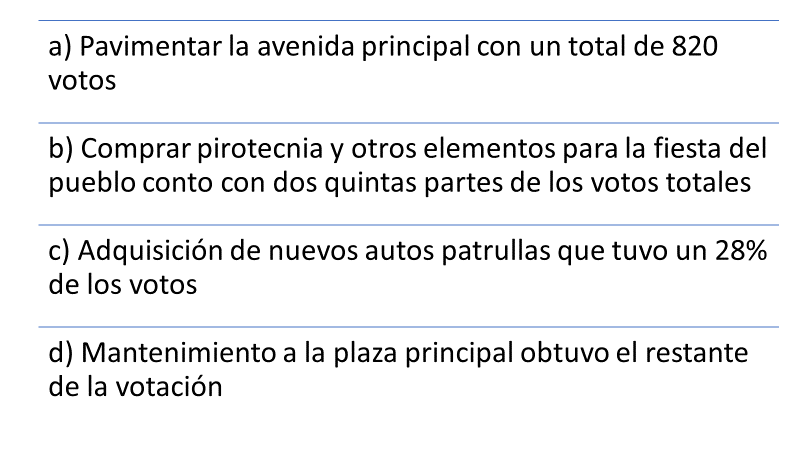 a) Pavimentar la avenida principal con un total de 820
votos
b) Comprar pirotecnia y otros elementos para la fiesta del
pueblo conto con dos quintas partes de los votos totales
c) Adquisición de nuevos autos patrullas que tuvo un 28%
de los votos
d) Mantenimiento a la plaza principal obtuvo el restante
de la votación